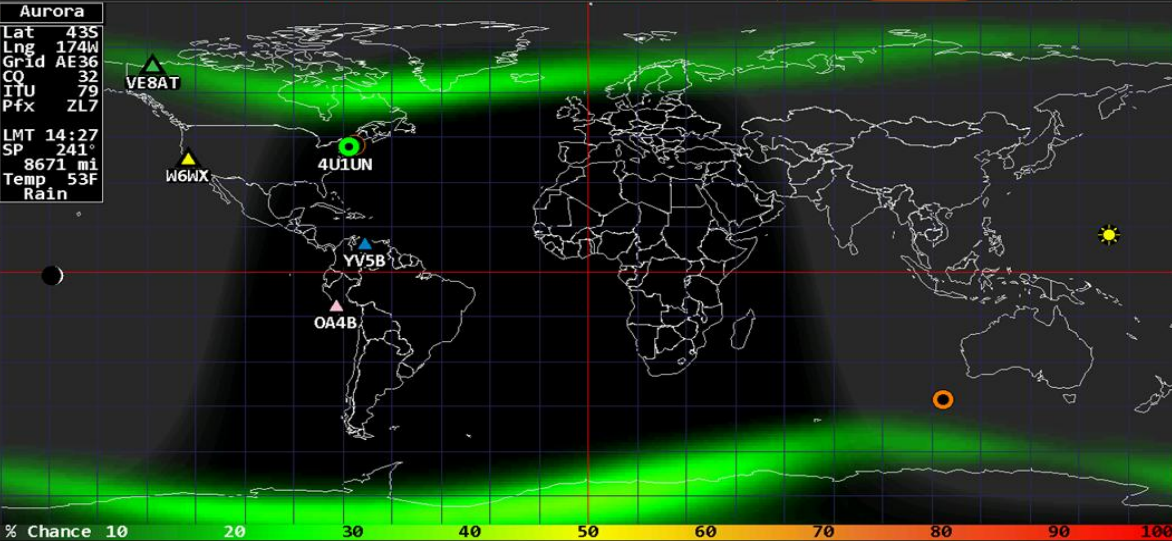 Aurora
Lat 43S
Lng 174W
Grid AE36
CQ 32
ITU 79
Pfx ZL7
LMT 14:27
SP 241°
8671 mi
Temp 53F
Rain
VE8AT
4U1UN
W6WX
YV5B
OA4B
% Chance 10 20 30 40 50 60 70 80 90 100